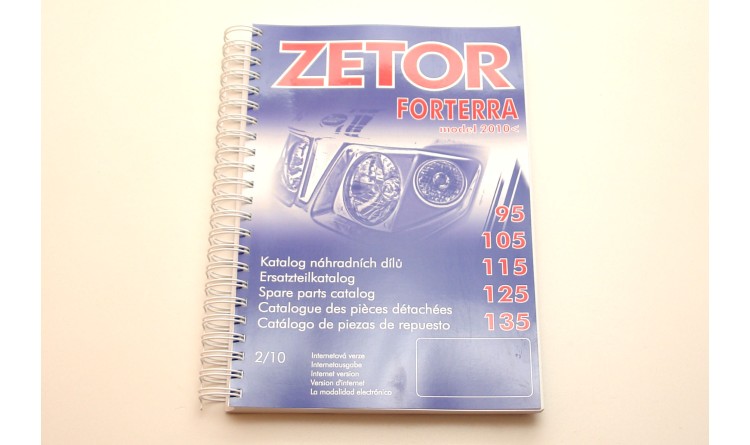 ZETOR
FORTERRA
model 2010-<
95
105
115
125
135
Katalog náhradních dílů
Ersatzteilkatalog
Spare parts catalog
Catalogue des pièces détachées
Catálogo de piezas de repuesto
2/10
Internetová verze
Internetausgabe
Internet version
Version d'internet
La modalidad electrónica